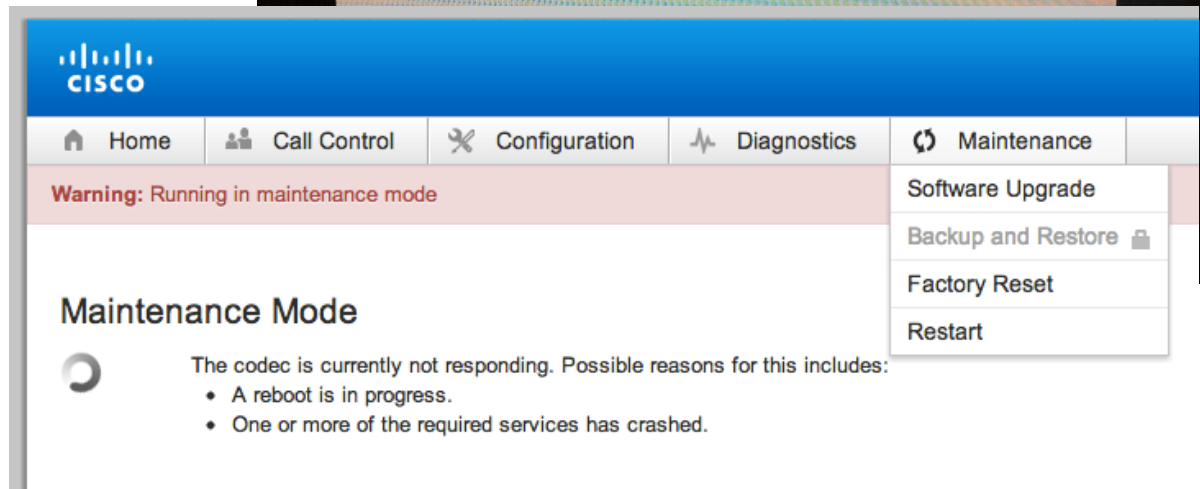 CISCO
Home Call Control Configuration Diagnostics Maintenance
Warning: Running in maintenance mode
Software Upgrade
Backup and Restore
Factory Reset
Restart
Maintenance Mode
The codec is currently not responding. Possible reasons for this includes:
• A reboot is in progress.
• One or more of the required services has crashed.